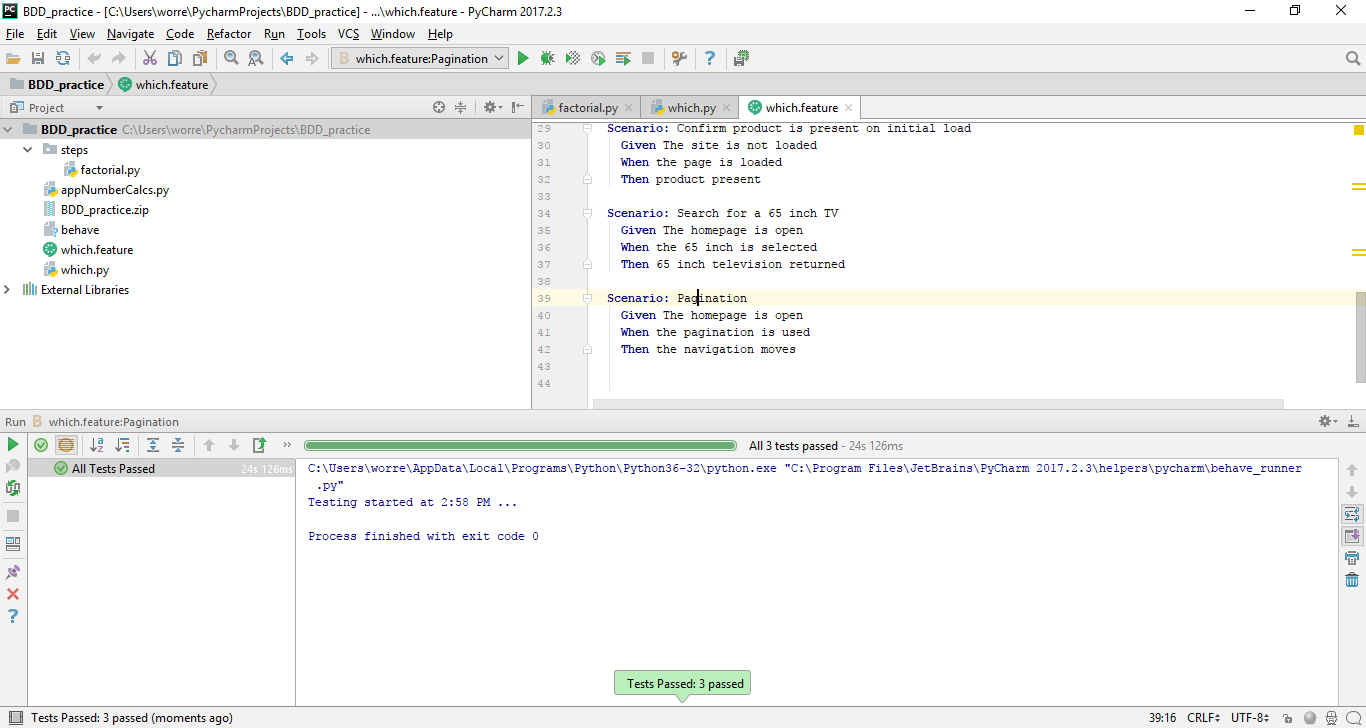 BDD_practice - [C:\Users\worre\PycharmProjects\BDD_practice] - ...\which.feature - PyCharm 2017.2.3
File Edit View Navigate Code Refactor Run Tools VCS Window Help
B which.feature:Pagination
BDD_practice which.feature
Project
factorial.py which.py which.feature
BDD_practice C:\Users\worre\PycharmProjects\BDD_practice
steps
factorial.py
appNumberCalcs.py
BDD_practice.zip
behave
which.feature
which.py
External Libraries
29 Scenario: Confirm product is present on initial load
30 Given The site is not loaded
31 When the page is loaded
32 Then product present
33
34 Scenario: Search for a 65 inch TV
35 Given The homepage is open
36 When the 65 inch is selected
37 Then 65 inch television returned
38
39 Scenario: Pagination
40 Given The homepage is open
41 When the pagination is used
42 Then the navigation moves
43
44
Run B which.feature:Pagination
All 3 tests passed - 24s 126ms
All Tests Passed 24s 126ms
C:\Users\worre\AppData\Local\Programs\Python\Python36-32\python.exe "C:\Program Files\JetBrains\PyCharm 2017.2.3\helpers\pycharm\behave_runner
.py"
Testing started at 2:58 PM ...
Process finished with exit code 0
Tests Passed: 3 passed
Tests Passed: 3 passed (moments ago)
39:16 CRLF UTF-8